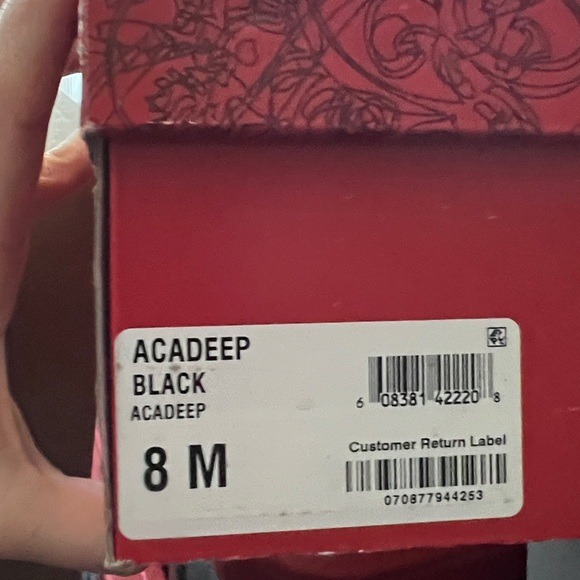 ACADEEP
BLACK
ACADEEP
8 M
6 08381 42220 8
Customer Return Label
070877944253